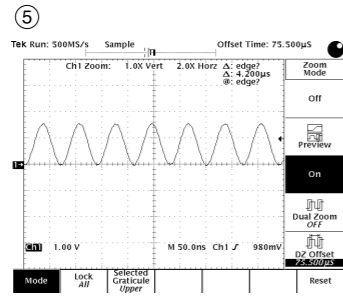 5
Tek Run: 500MS/s Sample Offset Time: 75.500µs
Ch1 Zoom: 1.0X Vert 2.0X Horz Δ: edge?
Δ: 4.200µs
@: edge?
Zoom
Mode
Off
Preview
On
Dual Zoom
OFF
DZ Offset
75.500µs
1
Ch1 1.00 V M 50.0ns Ch1 980mV
Mode
Lock
All
Selected
Graticule
Upper
Reset